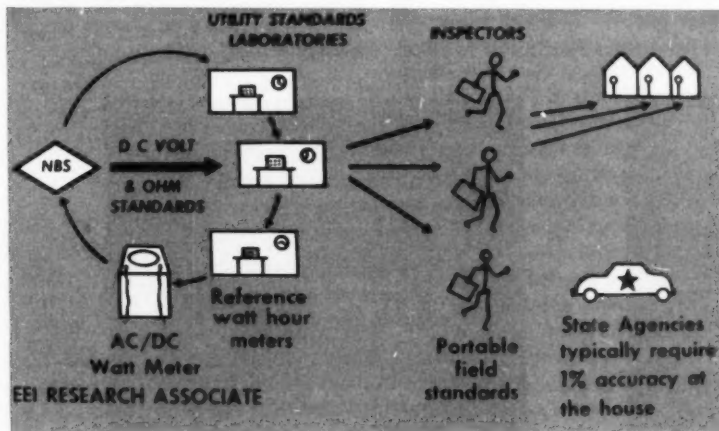 UTILITY STANDARDS
LABORATORIES
INSPECTORS
NBS
D C VOLT
& OHM
STANDARDS
AC/DC
Watt Meter
Reference
watt hour
meters
EEI RESEARCH ASSOCIATE
Portable
field
standards
State Agencies
typically require
1% accuracy at
the house